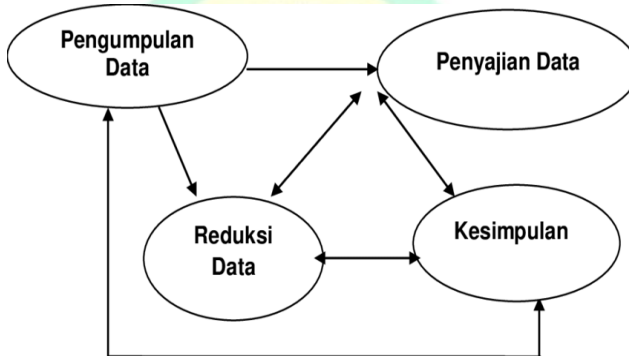 Pengumpulan
Data
Penyajian Data
Reduksi
Data
Kesimpulan